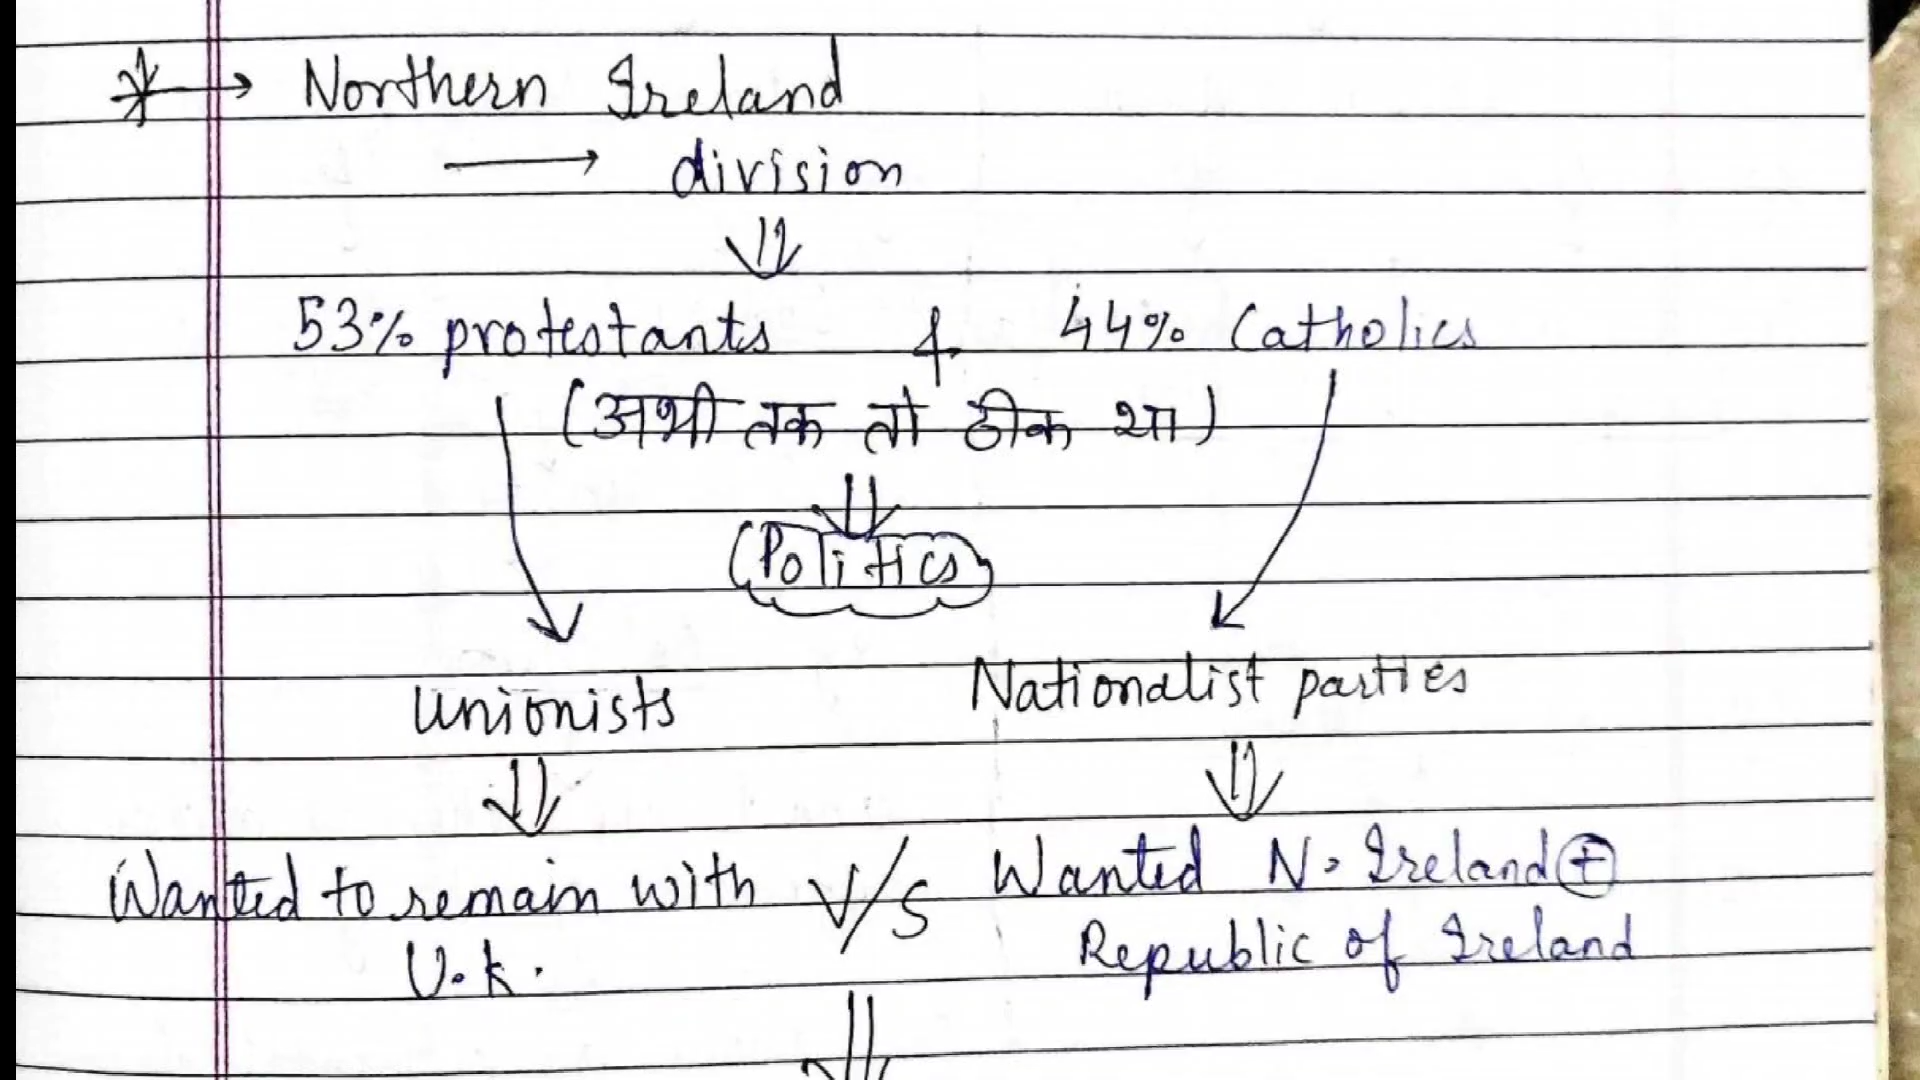 * → Northern Ireland
→ division
53% protestants & 44% Catholics
(अभी तक तो ठीक था)
Politics
Unionists Nationalist parties
Wanted to remain with V/S Wanted N. Ireland +
U.K. Republic of Ireland